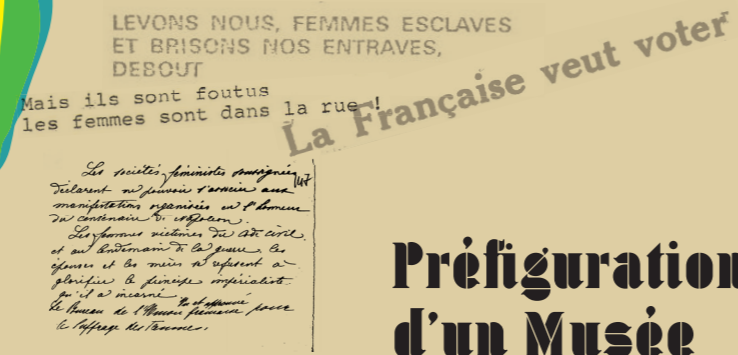 LEVONS NOUS, FEMMES ESCLAVES
ET BRISONS NOS ENTRAVES,
DEBOUT
La Française veut voter
Mais ils sont foutus
les femmes sont dans la rue !
Les sociétés féministes soussignées
147
déclarent ne pouvoir s'associer aux
manifestations organisées en l'honneur
du centenaire de Napoléon.
Les femmes victimes du code civil,
et au lendemain de la guerre, les
épouses et les mères se refusent à
glorifier le principe impérialiste
qu'il a incarné.
Lu et approuvé
Le Bureau de l'Union française pour
le Suffrage des Femmes.
Préfiguration
d'un Musée